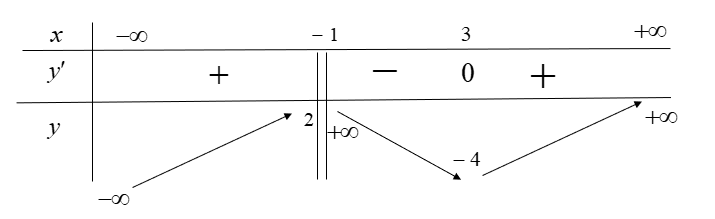 x −∞ − 1 3 +∞
y′ + − 0 +
y −∞ 2 +∞ − 4 +∞